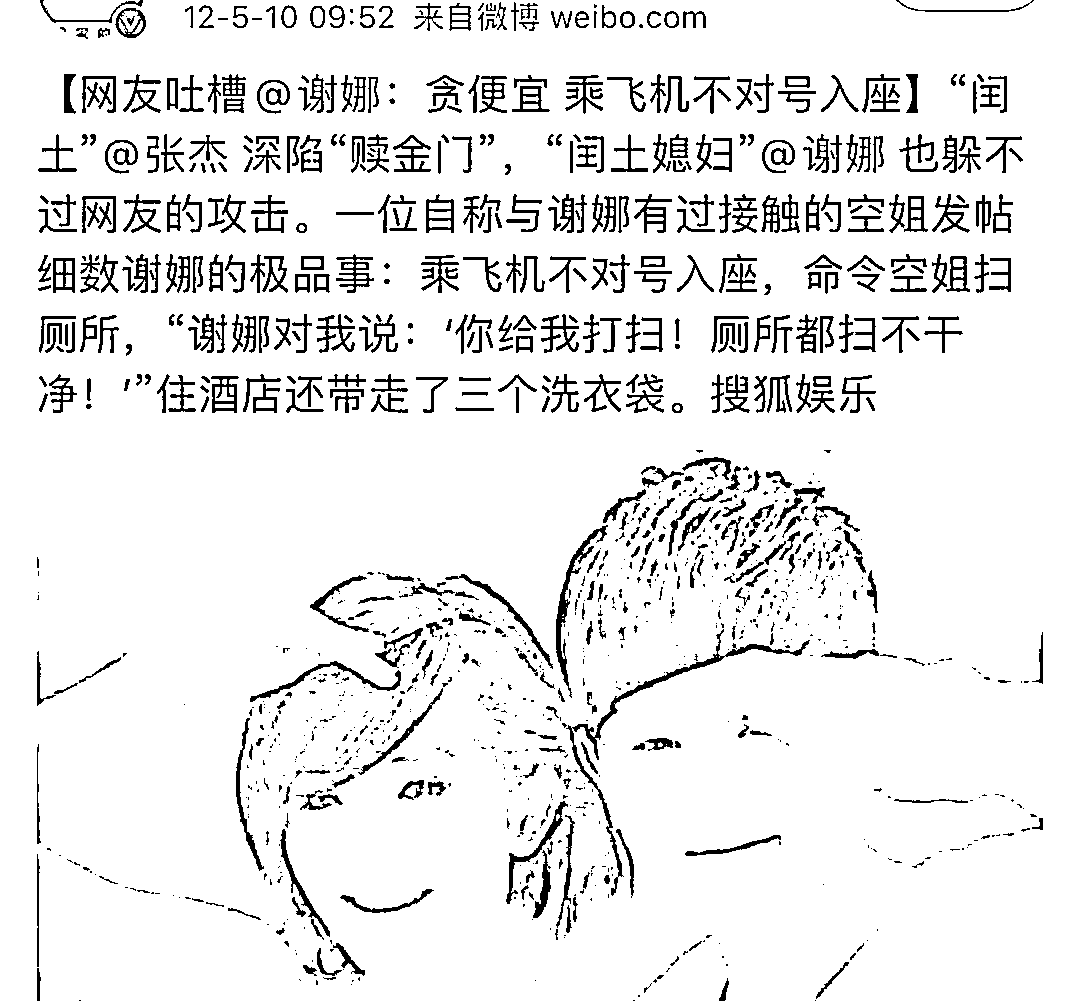 12-5-10 09:52 来自微博 weibo.com
【网友吐槽@谢娜：贪便宜 乘飞机不对号入座】“闰
土”@张杰 深陷“赎金门”，“闰土媳妇”@谢娜 也躲不
过网友的攻击。一位自称与谢娜有过接触的空姐发帖
细数谢娜的极品事：乘飞机不对号入座，命令空姐扫
厕所，“谢娜对我说：‘你给我打扫！厕所都扫不干
净！’”住酒店还带走了三个洗衣袋。搜狐娱乐